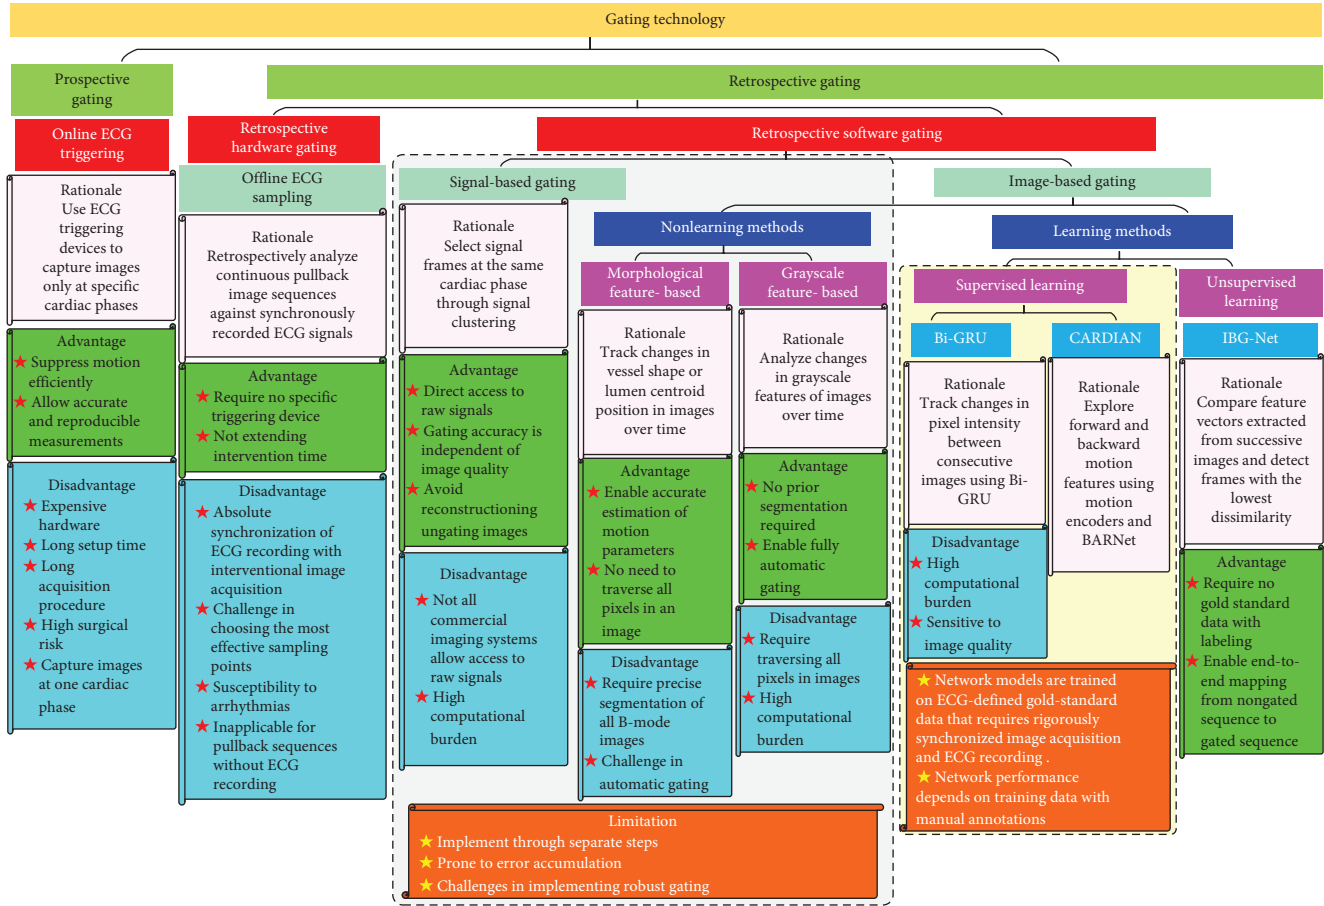 Gating technology
Prospective
gating
Retrospective gating
Online ECG
triggering
Retrospective
hardware gating
Retrospective software gating
Rationale
Use ECG
triggering
devices to
capture images
only at specific
cardiac phases
Advantage
Suppress motion
efficiently
Allow accurate
and reproducible
measurements
Disadvantage
Expensive
hardware
Long setup time
Long
acquisition
procedure
High surgical
risk
Capture images
at one cardiac
phase
Offline ECG
sampling
Rationale
Retrospectively analyze
continuous pullback
image sequences
against synchronously
recorded ECG signals
Advantage
Require no specific
triggering device
Not extending
intervention time
Disadvantage
Absolute
synchronization of
ECG recording with
interventional image
acquisition
Challenge in
choosing the most
effective sampling
points
Susceptibility to
arrhythmias
Inapplicable for
pullback sequences
without ECG
recording
Signal-based gating
Rationale
Select signal
frames at the same
cardiac phase
through signal
clustering
Advantage
Direct access to
raw signals
Gating accuracy is
independent of
image quality
Avoid
reconstructioning
ungating images
Disadvantage
Not all
commercial
imaging systems
allow access to
raw signals
High
computational
burden
Image-based gating
Nonlearning methods
Learning methods
Morphological
feature- based
Rationale
Track changes in
vessel shape or
lumen centroid
position in images
over time
Advantage
Enable accurate
estimation of
motion
parameters
No need to
traverse all
pixels in an
image
Disadvantage
Require precise
segmentation of
all B-mode
images
Challenge in
automatic gating
Grayscale
feature- based
Rationale
Analyze changes
in grayscale
features of images
over time
Advantage
No prior
segmentation
required
Enable fully
automatic
gating
Disadvantage
Require
traversing all
pixels in images
High
computational
burden
Limitation
Implement through separate steps
Prone to error accumulation
Challenges in implementing robust gating
Supervised learning
Bi-GRU
Rationale
Track changes in
pixel intensity
between
consecutive
images using Bi-
GRU
Disadvantage
High
computational
burden
Sensitive to
image quality
CARDIAN
Rationale
Explore
forward and
backward
motion
features using
motion
encoders and
BARNet
Network models are trained
on ECG-defined gold-standard
data that requires rigorously
synchronized image acquisition
and ECG recording .
Network performance
depends on training data with
manual annotations
Unsupervised
learning
IBG-Net
Rationale
Compare feature
vectors extracted
from successive
images and detect
frames with the
lowest
dissimilarity
Advantage
Require no
gold standard
data with
labeling
Enable end-to-
end mapping
from nongated
sequence to
gated sequence